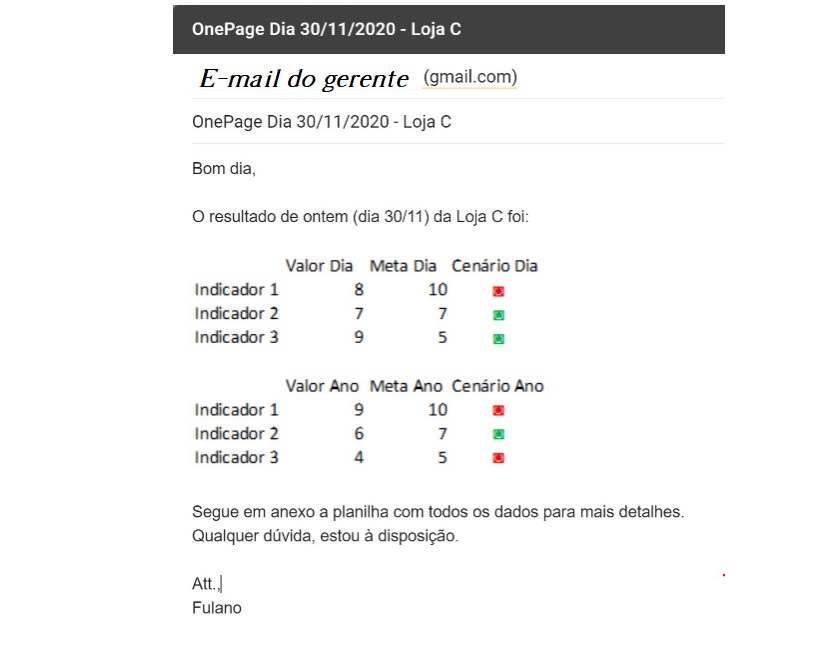 OnePage Dia 30/11/2020 - Loja C
E-mail do gerente (gmail.com)
OnePage Dia 30/11/2020 - Loja C
Bom dia,
O resultado de ontem (dia 30/11) da Loja C foi:
Valor Dia Meta Dia Cenário Dia
Indicador 1 8 10
Indicador 2 7 7
Indicador 3 9 5
Valor Ano Meta Ano Cenário Ano
Indicador 1 9 10
Indicador 2 6 7
Indicador 3 4 5
Segue em anexo a planilha com todos os dados para mais detalhes.
Qualquer dúvida, estou à disposição.
Att.,
Fulano